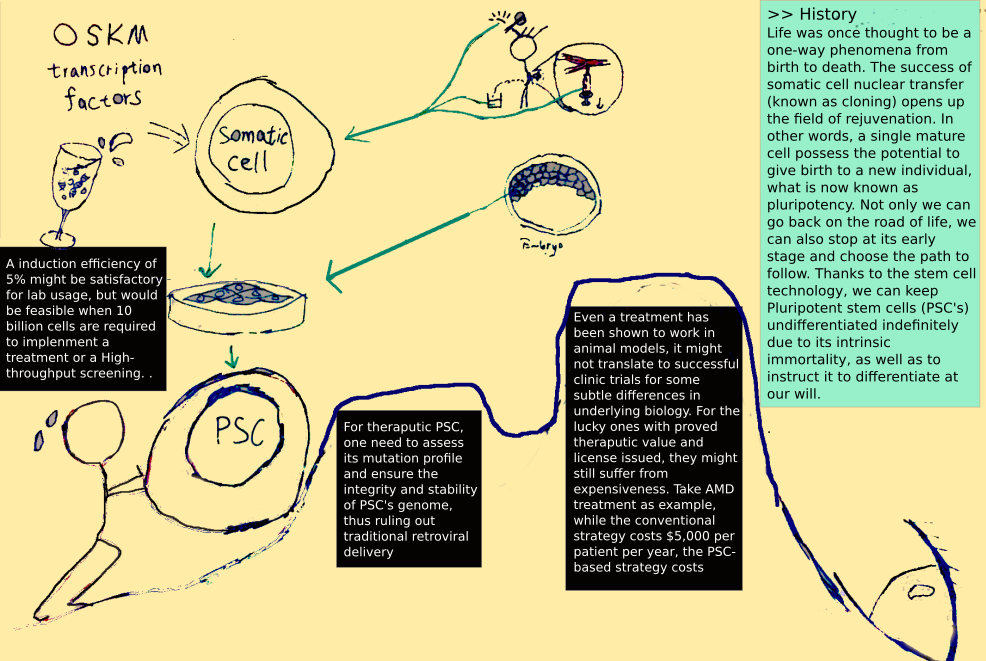 OSKM
transcription
factors
Somatic
cell
Embryo
A induction efficiency of
5% might be satisfactory
for lab usage, but would
be feasible when 10
billion cells are required
to implenment a
treatment or a High-
throughput screening. .
PSC
For theraputic PSC,
one need to assess
its mutation profile
and ensure the
integrity and stability
of PSC's genome,
thus ruling out
traditional retroviral
delivery
Even a treatment has
been shown to work in
animal models, it might
not translate to successful
clinic trials for some
subtle differences in
underlying biology. For the
lucky ones with proved
theraputic value and
license issued, they might
still suffer from
expensiveness. Take AMD
treatment as example,
while the conventional
strategy costs $5,000 per
patient per year, the PSC-
based strategy costs
>> History
Life was once thought to be a
one-way phenomena from
birth to death. The success of
somatic cell nuclear transfer
(known as cloning) opens up
the field of rejuvenation. In
other words, a single mature
cell possess the potential to
give birth to a new individual,
what is now known as
pluripotency. Not only we can
go back on the road of life, we
can also stop at its early
stage and choose the path to
follow. Thanks to the stem cell
technology, we can keep
Pluripotent stem cells (PSC's)
undifferentiated indefinitely
due to its intrinsic
immortality, as well as to
instruct it to differentiate at
our will.